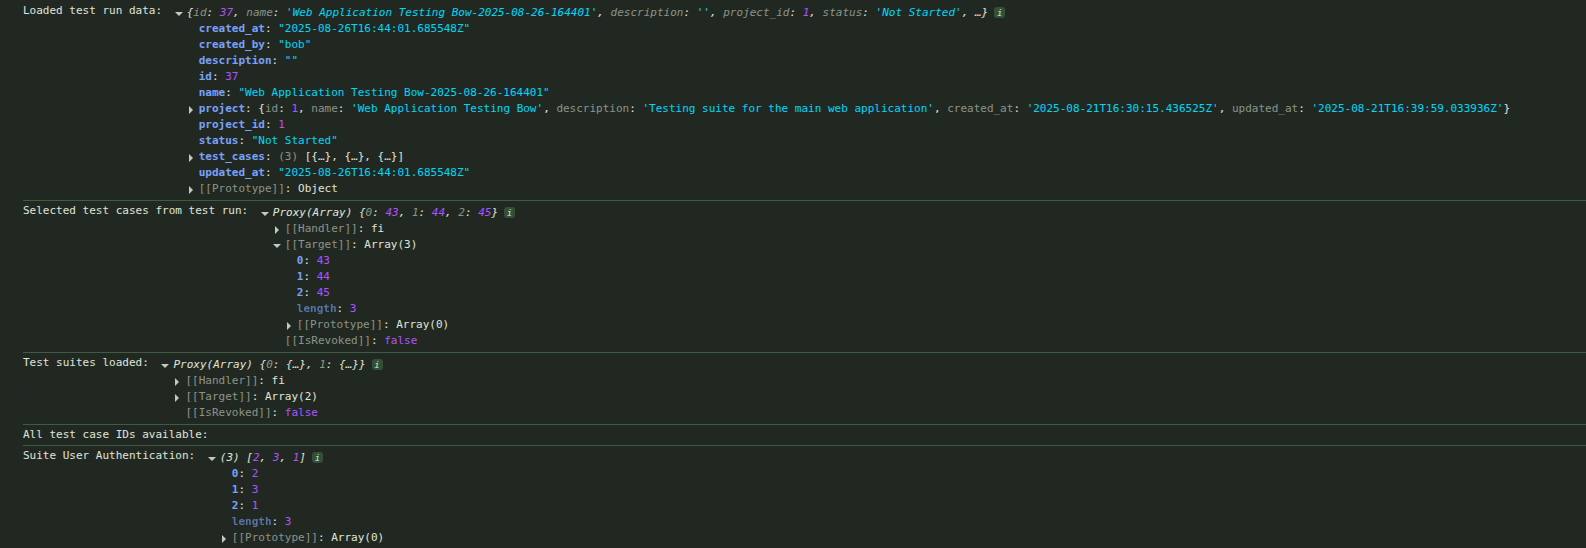 Loaded test run data: {id: 37, name: 'Web Application Testing Bow-2025-08-26-164401', description: '', project_id: 1, status: 'Not Started', …} i
created_at: "2025-08-26T16:44:01.685548Z"
created_by: "bob"
description: ""
id: 37
name: "Web Application Testing Bow-2025-08-26-164401"
project: {id: 1, name: 'Web Application Testing Bow', description: 'Testing suite for the main web application', created_at: '2025-08-21T16:30:15.436525Z', updated_at: '2025-08-21T16:39:59.033936Z'}
project_id: 1
status: "Not Started"
test_cases: (3) [{…}, {…}, {…}]
updated_at: "2025-08-26T16:44:01.685548Z"
[[Prototype]]: Object
Selected test cases from test run: Proxy(Array) {0: 43, 1: 44, 2: 45} i
[[Handler]]: fi
[[Target]]: Array(3)
0: 43
1: 44
2: 45
length: 3
[[Prototype]]: Array(0)
[[IsRevoked]]: false
Test suites loaded: Proxy(Array) {0: {…}, 1: {…}} i
[[Handler]]: fi
[[Target]]: Array(2)
[[IsRevoked]]: false
All test case IDs available:
Suite User Authentication: (3) [2, 3, 1] i
0: 2
1: 3
2: 1
length: 3
[[Prototype]]: Array(0)